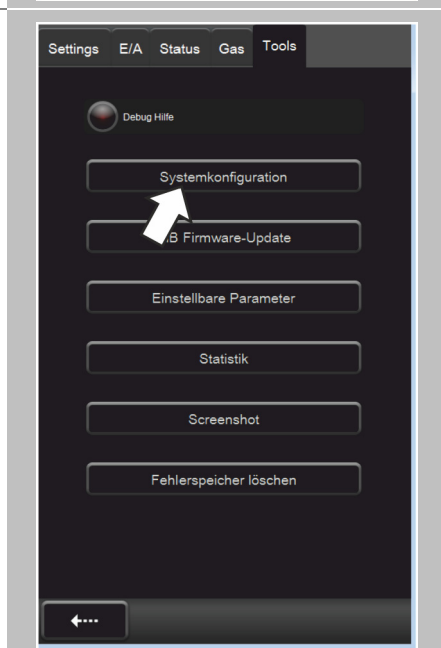 Settings E/A Status Gas Tools
Debug Hilfe
Systemkonfiguration
B Firmware-Update
Einstellbare Parameter
Statistik
Screenshot
Fehlerspeicher löschen